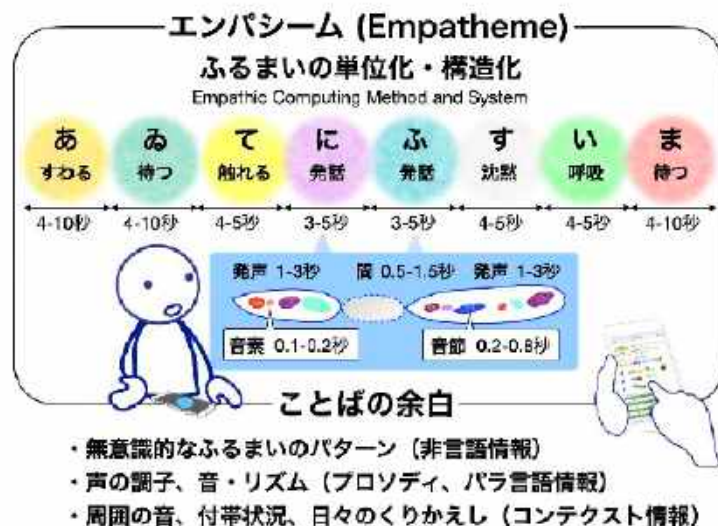 エンパシーム (Empatheme)
ふるまいの単位化・構造化
Empathic Computing Method and System
あ ゐ て に ふ す い ま
すわる 待つ 触れる 発話 発話 沈黙 呼吸 待つ
4-10秒 4-10秒 4-5秒 3-5秒 3-5秒 4-5秒 4-5秒 4-10秒
発声 1-3秒 間 0.5-1.5秒 発声 1-3秒
音素 0.1-0.2秒 音節 0.2-0.8秒
ことばの余白
・無意識的なふるまいのパターン（非言語情報）
・声の調子、音・リズム（プロソディ、パラ言語情報）
・周囲の音、付帯状況、日々のくりかえし（コンテクスト情報）